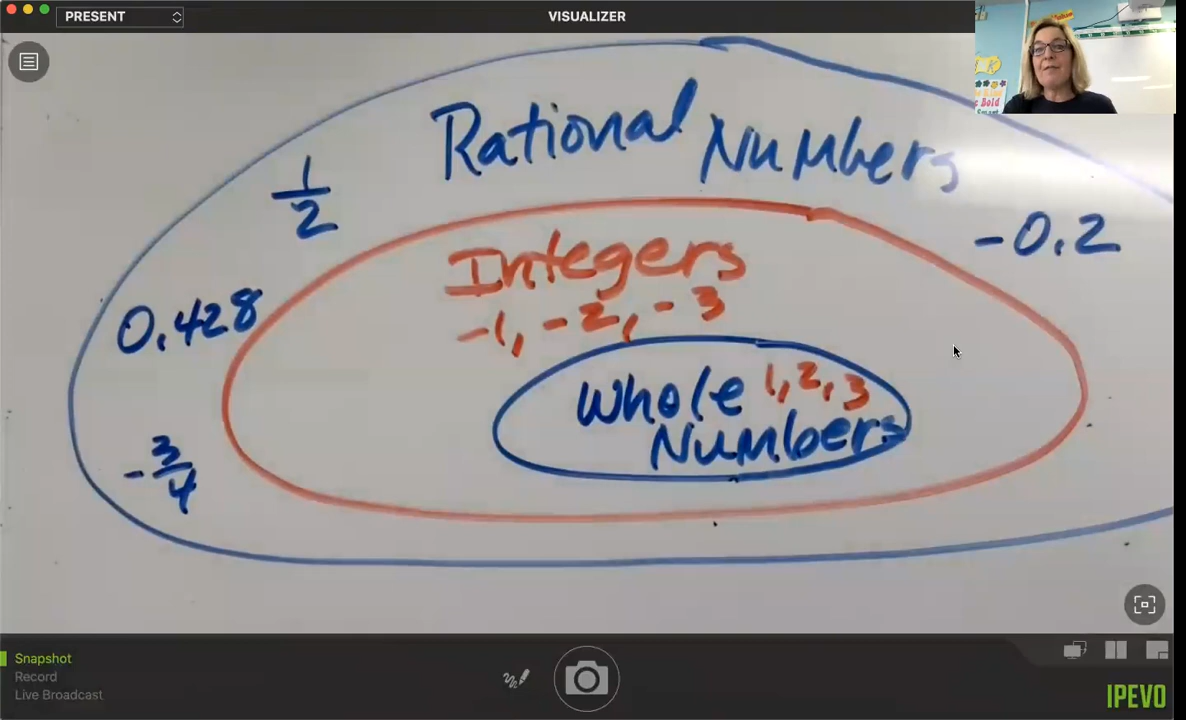 PRESENT
VISUALIZER
Rational Numbers
1/2
-0.2
Integers
-1, -2, -3
0.428
Whole 1, 2, 3
Numbers
-3/4
Snapshot
Record
Live Broadcast
IPEVO
Bold